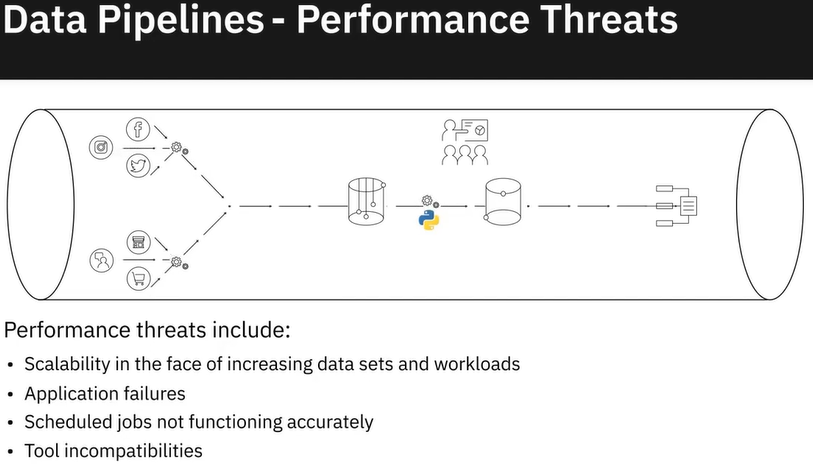 Data Pipelines - Performance Threats
Performance threats include:
• Scalability in the face of increasing data sets and workloads
• Application failures
• Scheduled jobs not functioning accurately
• Tool incompatibilities